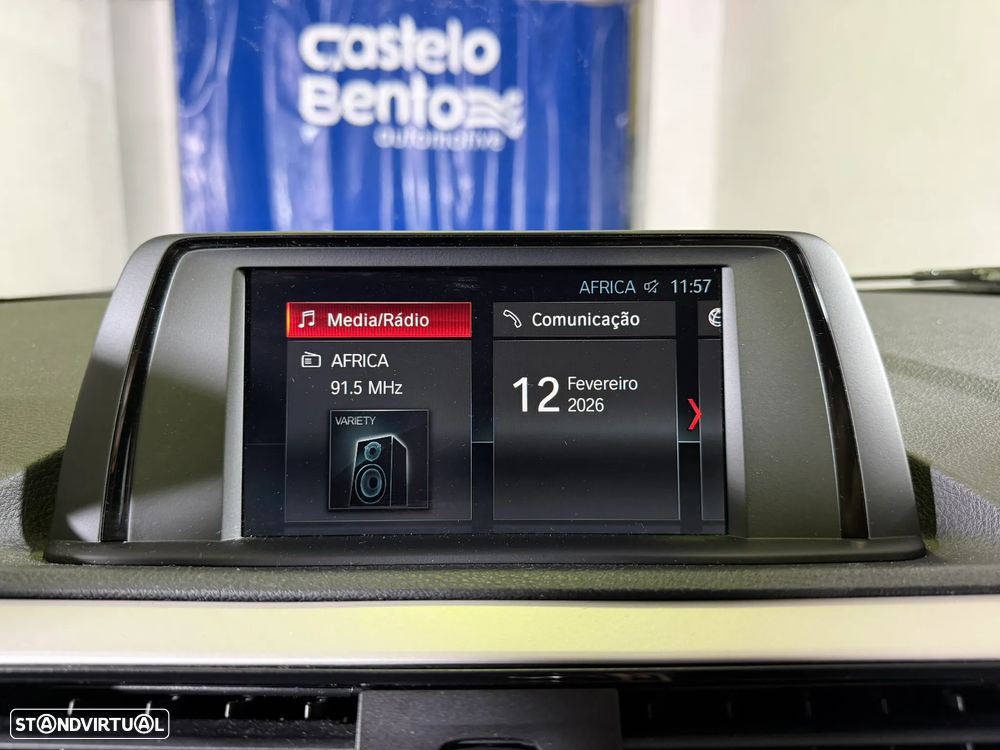 Castelo
Bento
automotive
AFRICA 11:57
Media/Rádio
Comunicação
AFRICA
91.5 MHz
VARIETY
12 Fevereiro
2026
STANDVIRTUAL